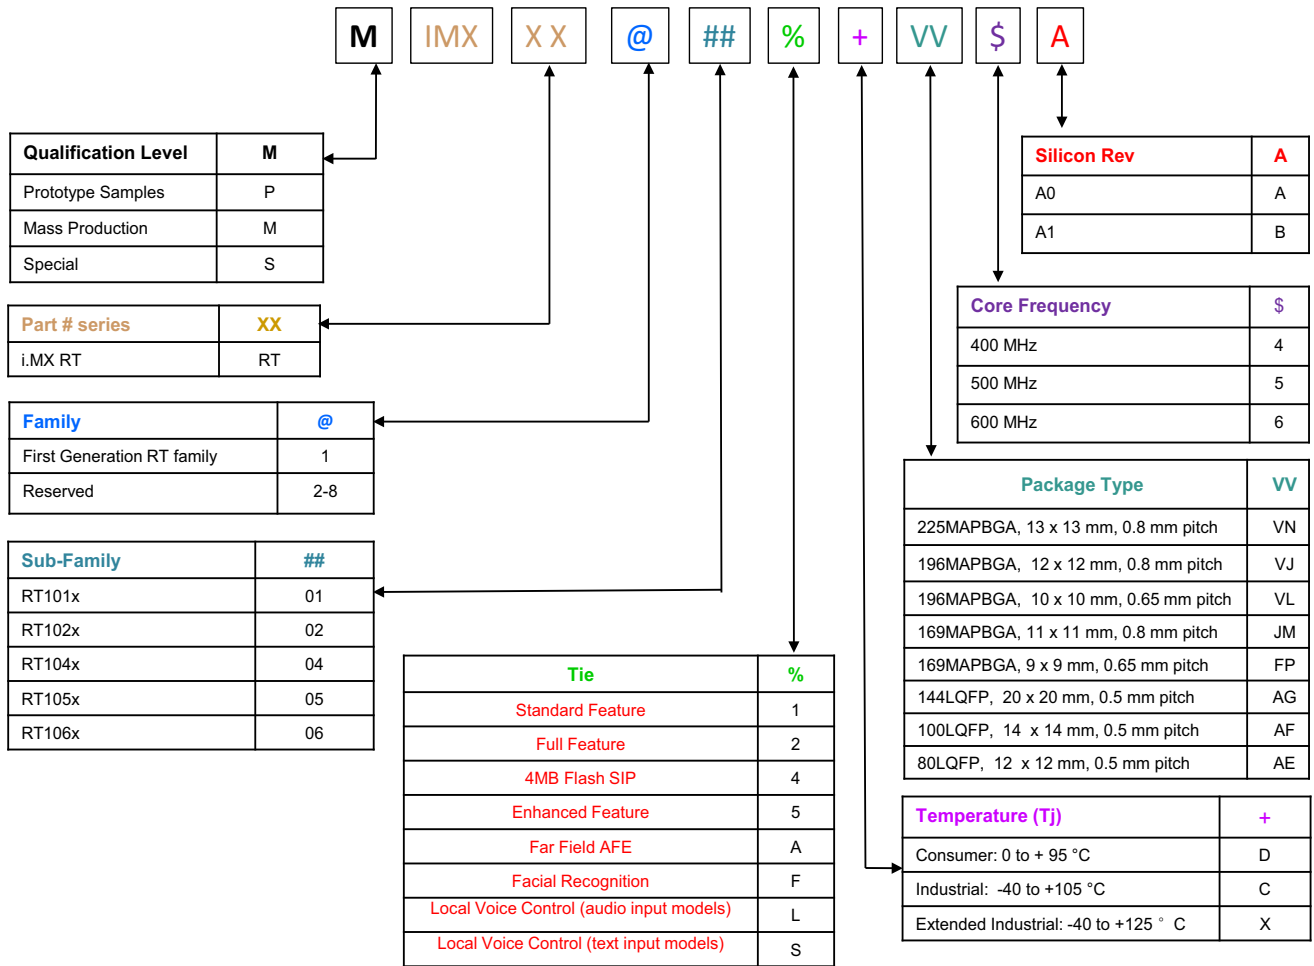 M IMX X X @ ## % + VV $ A
Qualification Level M
Prototype Samples P
Mass Production M
Special S
Part # series XX
i.MX RT RT
Family @
First Generation RT family 1
Reserved 2-8
Sub-Family ##
RT101x 01
RT102x 02
RT104x 04
RT105x 05
RT106x 06
Tie %
Standard Feature 1
Full Feature 2
4MB Flash SIP 4
Enhanced Feature 5
Far Field AFE A
Facial Recognition F
Local Voice Control (audio input models) L
Local Voice Control (text input models) S
Silicon Rev A
A0 A
A1 B
Core Frequency $
400 MHz 4
500 MHz 5
600 MHz 6
Package Type VV
225MAPBGA, 13 x 13 mm, 0.8 mm pitch VN
196MAPBGA, 12 x 12 mm, 0.8 mm pitch VJ
196MAPBGA, 10 x 10 mm, 0.65 mm pitch VL
169MAPBGA, 11 x 11 mm, 0.8 mm pitch JM
169MAPBGA, 9 x 9 mm, 0.65 mm pitch FP
144LQFP, 20 x 20 mm, 0.5 mm pitch AG
100LQFP, 14 x 14 mm, 0.5 mm pitch AF
80LQFP, 12 x 12 mm, 0.5 mm pitch AE
Temperature (Tj) +
Consumer: 0 to + 95 °C D
Industrial: -40 to +105 °C C
Extended Industrial: -40 to +125 ° C X